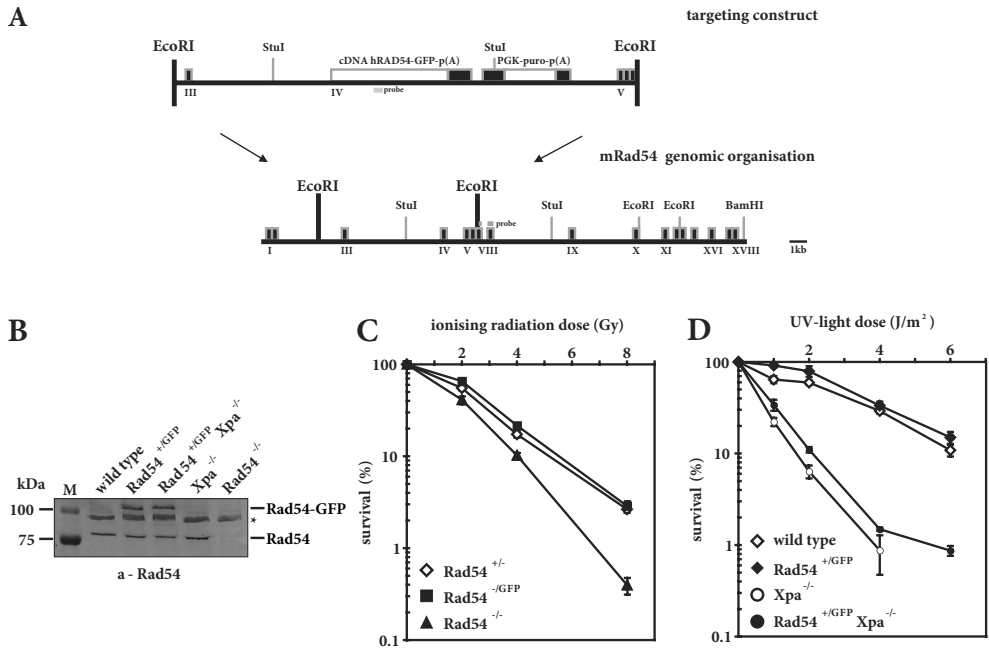 A
targeting construct
EcoRI
StuI
StuI
EcoRI
cDNA hRAD54-GFP-p(A)
PGK-puro-p(A)
III
IV
probe
V
mRad54 genomic organisation
EcoRI
EcoRI
StuI
StuI
EcoRI
EcoRI
BamHI
probe
I
III
IV
V
VIII
IX
X
XI
XVI
XVIII
1kb
B
kDa
M
wild type
Rad54 +/GFP
Rad54 +/GFP Xpa -/-
Xpa -/-
Rad54 -/-
100
75
Rad54-GFP
*
Rad54
a - Rad54
C
ionising radiation dose (Gy)
2 4 6 8
100
10
1
0.1
survival (%)
Rad54 +/-
Rad54 -/GFP
Rad54 -/-
D
UV-light dose (J/m²)
2 4 6
100
10
1
0.1
survival (%)
wild type
Rad54 +/GFP
Xpa -/-
Rad54 +/GFP Xpa -/-